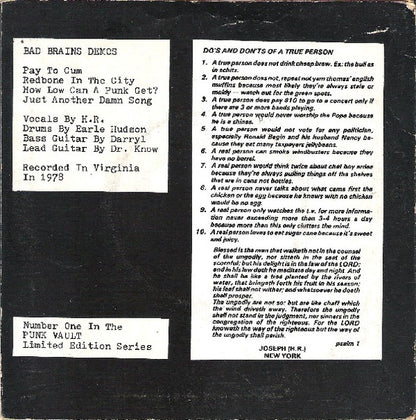 BAD BRAINS DEMOS
Pay To Cum
Redbone In The City
How Low Can A Punk Get?
Just Another Damn Song
Vocals By H.R.
Drums By Earle Hudson
Bass Guitar By Darryl
Lead Guitar By Dr. Know
Recorded In Virginia
In 1978
Number One In The
PUNK VAULT
Limited Edition Series
DO'S AND DONTS OF A TRUE PERSON
1. A true person does not drink cheap brew. Ex: the bull as
in schitz.
2. A true person does not, repeat not yam thomas' english
muffins because most likely they're always stale or
moldy - watch out for the green spots.
3. A true person does pay $10 to go to a concert only if
there are 3 or more bands playing.
4. A true person would never worship the Pope because
he is a shine.
5. A true person would not vote for any politician,
especially Ronald Begin and his husband Nancy be-
cause they eat many taxpayers jellybeans.
6. A real person can smoke windbusters because they
have no barrel.
7. A real person would think twice about chef boy ardee
because they're always pulling things off the shelves
that are in cans not bottles.
8. A real person never talks about what came first the
chicken or the egg because he knows with no chicken
would be no egg.
9. A real person only watches the t.v. for more informa-
tion never exceeding more than 3-4 hours a day
because more than this only clutters the mind.
10. A real person loves to eat sugar cane because it's sweet
and juicy.
Blessed is the man that walketh not in the counsel
of the ungodly, nor sitteth in the seat of the
scornful; but his delight is in the law of the LORD;
and in his law doth he meditate day and night. And
he shall be like a tree planted by the rivers of
water, that bringeth forth his fruit in his season;
his leaf shall not wither; and whatsoever he doeth
shall prosper.
The ungodly are not so: but are like chaff which
the wind driveth away. Therefore the ungodly
shall not stand in the judgment, nor sinners in the
congregation of the righteous. For the LORD
knoweth the way of the righteous but the way of
the ungodly shall perish.
psalm 1
JOSEPH (H.R.)
NEW YORK